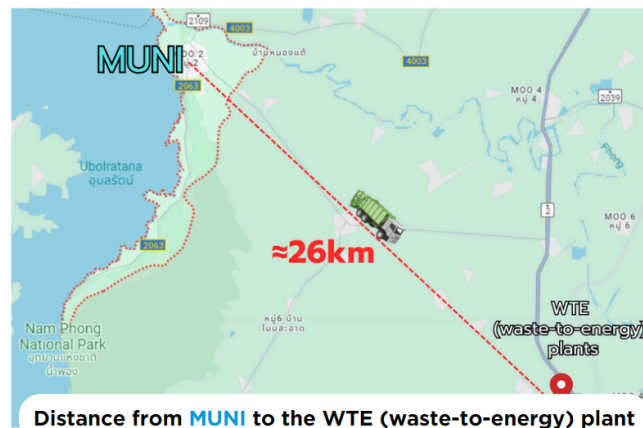 2109
4003
MUNI
MOO 2
หมู่ 2
บ้านหนองแต้
4003
2063
MOO 4
หมู่ 4
2039
Ubolratana
อุบลรัตน์
Phong
2
MOO 6
หมู่ 6
2063
≈26km
WTE
(waste-to-energy)
plants
หมู่6 บ้าน
โนนสะอาด
Nam Phong
National Park
อุทยานแห่งชาติ
น้ำพอง
Distance from MUNI to the WTE (waste-to-energy) plant